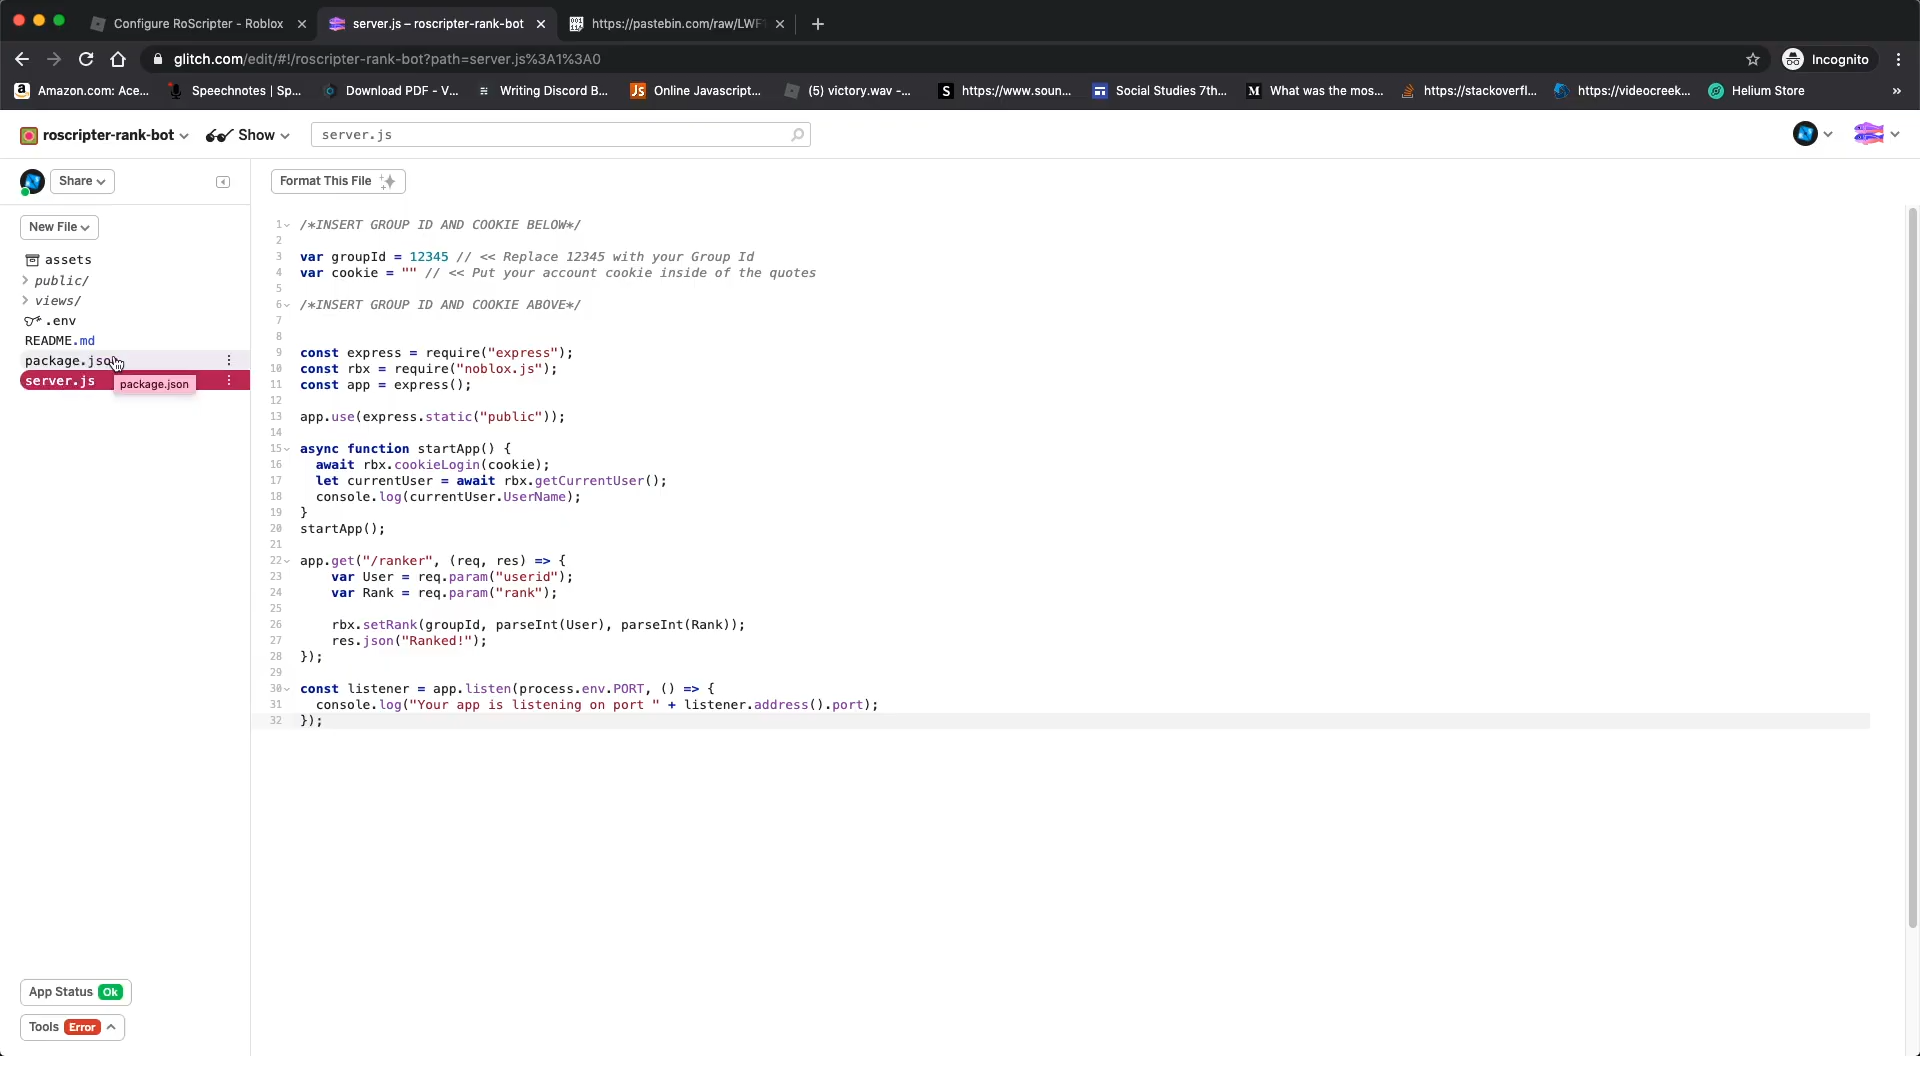 Configure RoScripter - Roblox
server.js – roscripter-rank-bot
https://pastebin.com/raw/LWF
glitch.com/edit/#!/roscripter-rank-bot?path=server.js%3A1%3A0
Incognito
Amazon.com: Ace...
Speechnotes | Sp...
Download PDF - V...
Writing Discord B...
JS
Online Javascript...
(5) victory.wav -...
S
https://www.soun...
Social Studies 7th...
M
What was the mos...
https://stackoverfl...
https://videocreek...
Helium Store
»
roscripter-rank-bot
Show
server.js
Share
Format This File
New File
assets
public/
views/
.env
README.md
package.json
server.js
package.json
1 /*INSERT GROUP ID AND COOKIE BELOW*/
2
3 var groupId = 12345 // << Replace 12345 with your Group Id
4 var cookie = "" // << Put your account cookie inside of the quotes
5
6 /*INSERT GROUP ID AND COOKIE ABOVE*/
7
8
9 const express = require("express");
10 const rbx = require("noblox.js");
11 const app = express();
12
13 app.use(express.static("public"));
14
15 async function startApp() {
16 await rbx.cookieLogin(cookie);
17 let currentUser = await rbx.getCurrentUser();
18 console.log(currentUser.UserName);
19 }
20 startApp();
21
22 app.get("/ranker", (req, res) => {
23 var User = req.param("userid");
24 var Rank = req.param("rank");
25
26 rbx.setRank(groupId, parseInt(User), parseInt(Rank));
27 res.json("Ranked!");
28 });
29
30 const listener = app.listen(process.env.PORT, () => {
31 console.log("Your app is listening on port " + listener.address().port);
32 });
App Status Ok
Tools Error